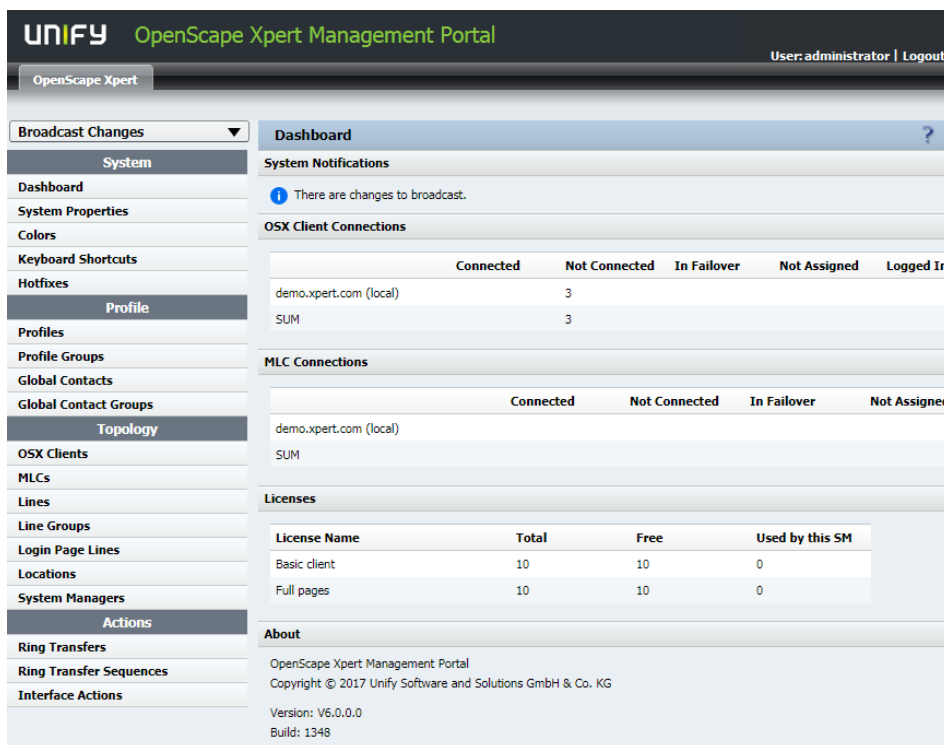 UNIFY OpenScape Xpert Management Portal
User: administrator | Logout
OpenScape Xpert
Broadcast Changes
System
Dashboard
System Properties
Colors
Keyboard Shortcuts
Hotfixes
Profile
Profiles
Profile Groups
Global Contacts
Global Contact Groups
Topology
OSX Clients
MLCs
Lines
Line Groups
Login Page Lines
Locations
System Managers
Actions
Ring Transfers
Ring Transfer Sequences
Interface Actions
Dashboard ?
System Notifications
There are changes to broadcast.
OSX Client Connections
Connected Not Connected In Failover Not Assigned Logged In
demo.xpert.com (local) 3
SUM 3
MLC Connections
Connected Not Connected In Failover Not Assigned
demo.xpert.com (local)
SUM
Licenses
License Name Total Free Used by this SM
Basic client 10 10 0
Full pages 10 10 0
About
OpenScape Xpert Management Portal
Copyright © 2017 Unify Software and Solutions GmbH & Co. KG
Version: V6.0.0.0
Build: 1348